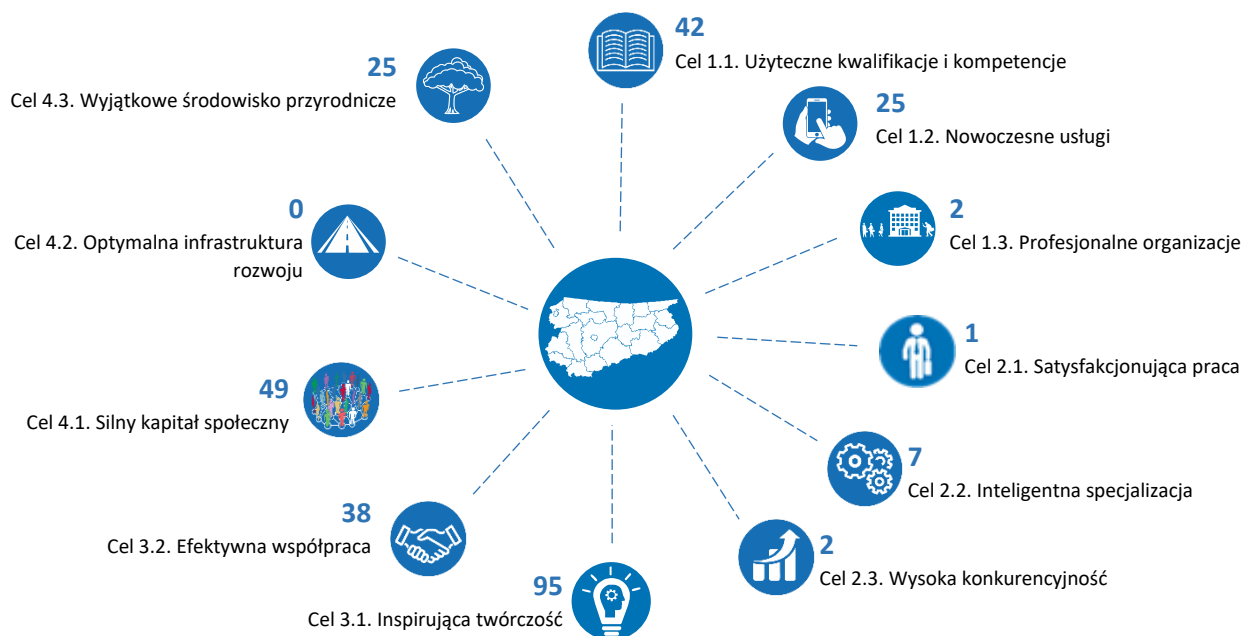 42
Cel 1.1. Użyteczne kwalifikacje i kompetencje
25
Cel 1.2. Nowoczesne usługi
2
Cel 1.3. Profesjonalne organizacje
1
Cel 2.1. Satysfakcjonująca praca
7
Cel 2.2. Inteligentna specjalizacja
2
Cel 2.3. Wysoka konkurencyjność
95
Cel 3.1. Inspirująca twórczość
38
Cel 3.2. Efektywna współpraca
49
Cel 4.1. Silny kapitał społeczny
0
Cel 4.2. Optymalna infrastruktura
rozwoju
25
Cel 4.3. Wyjątkowe środowisko przyrodnicze